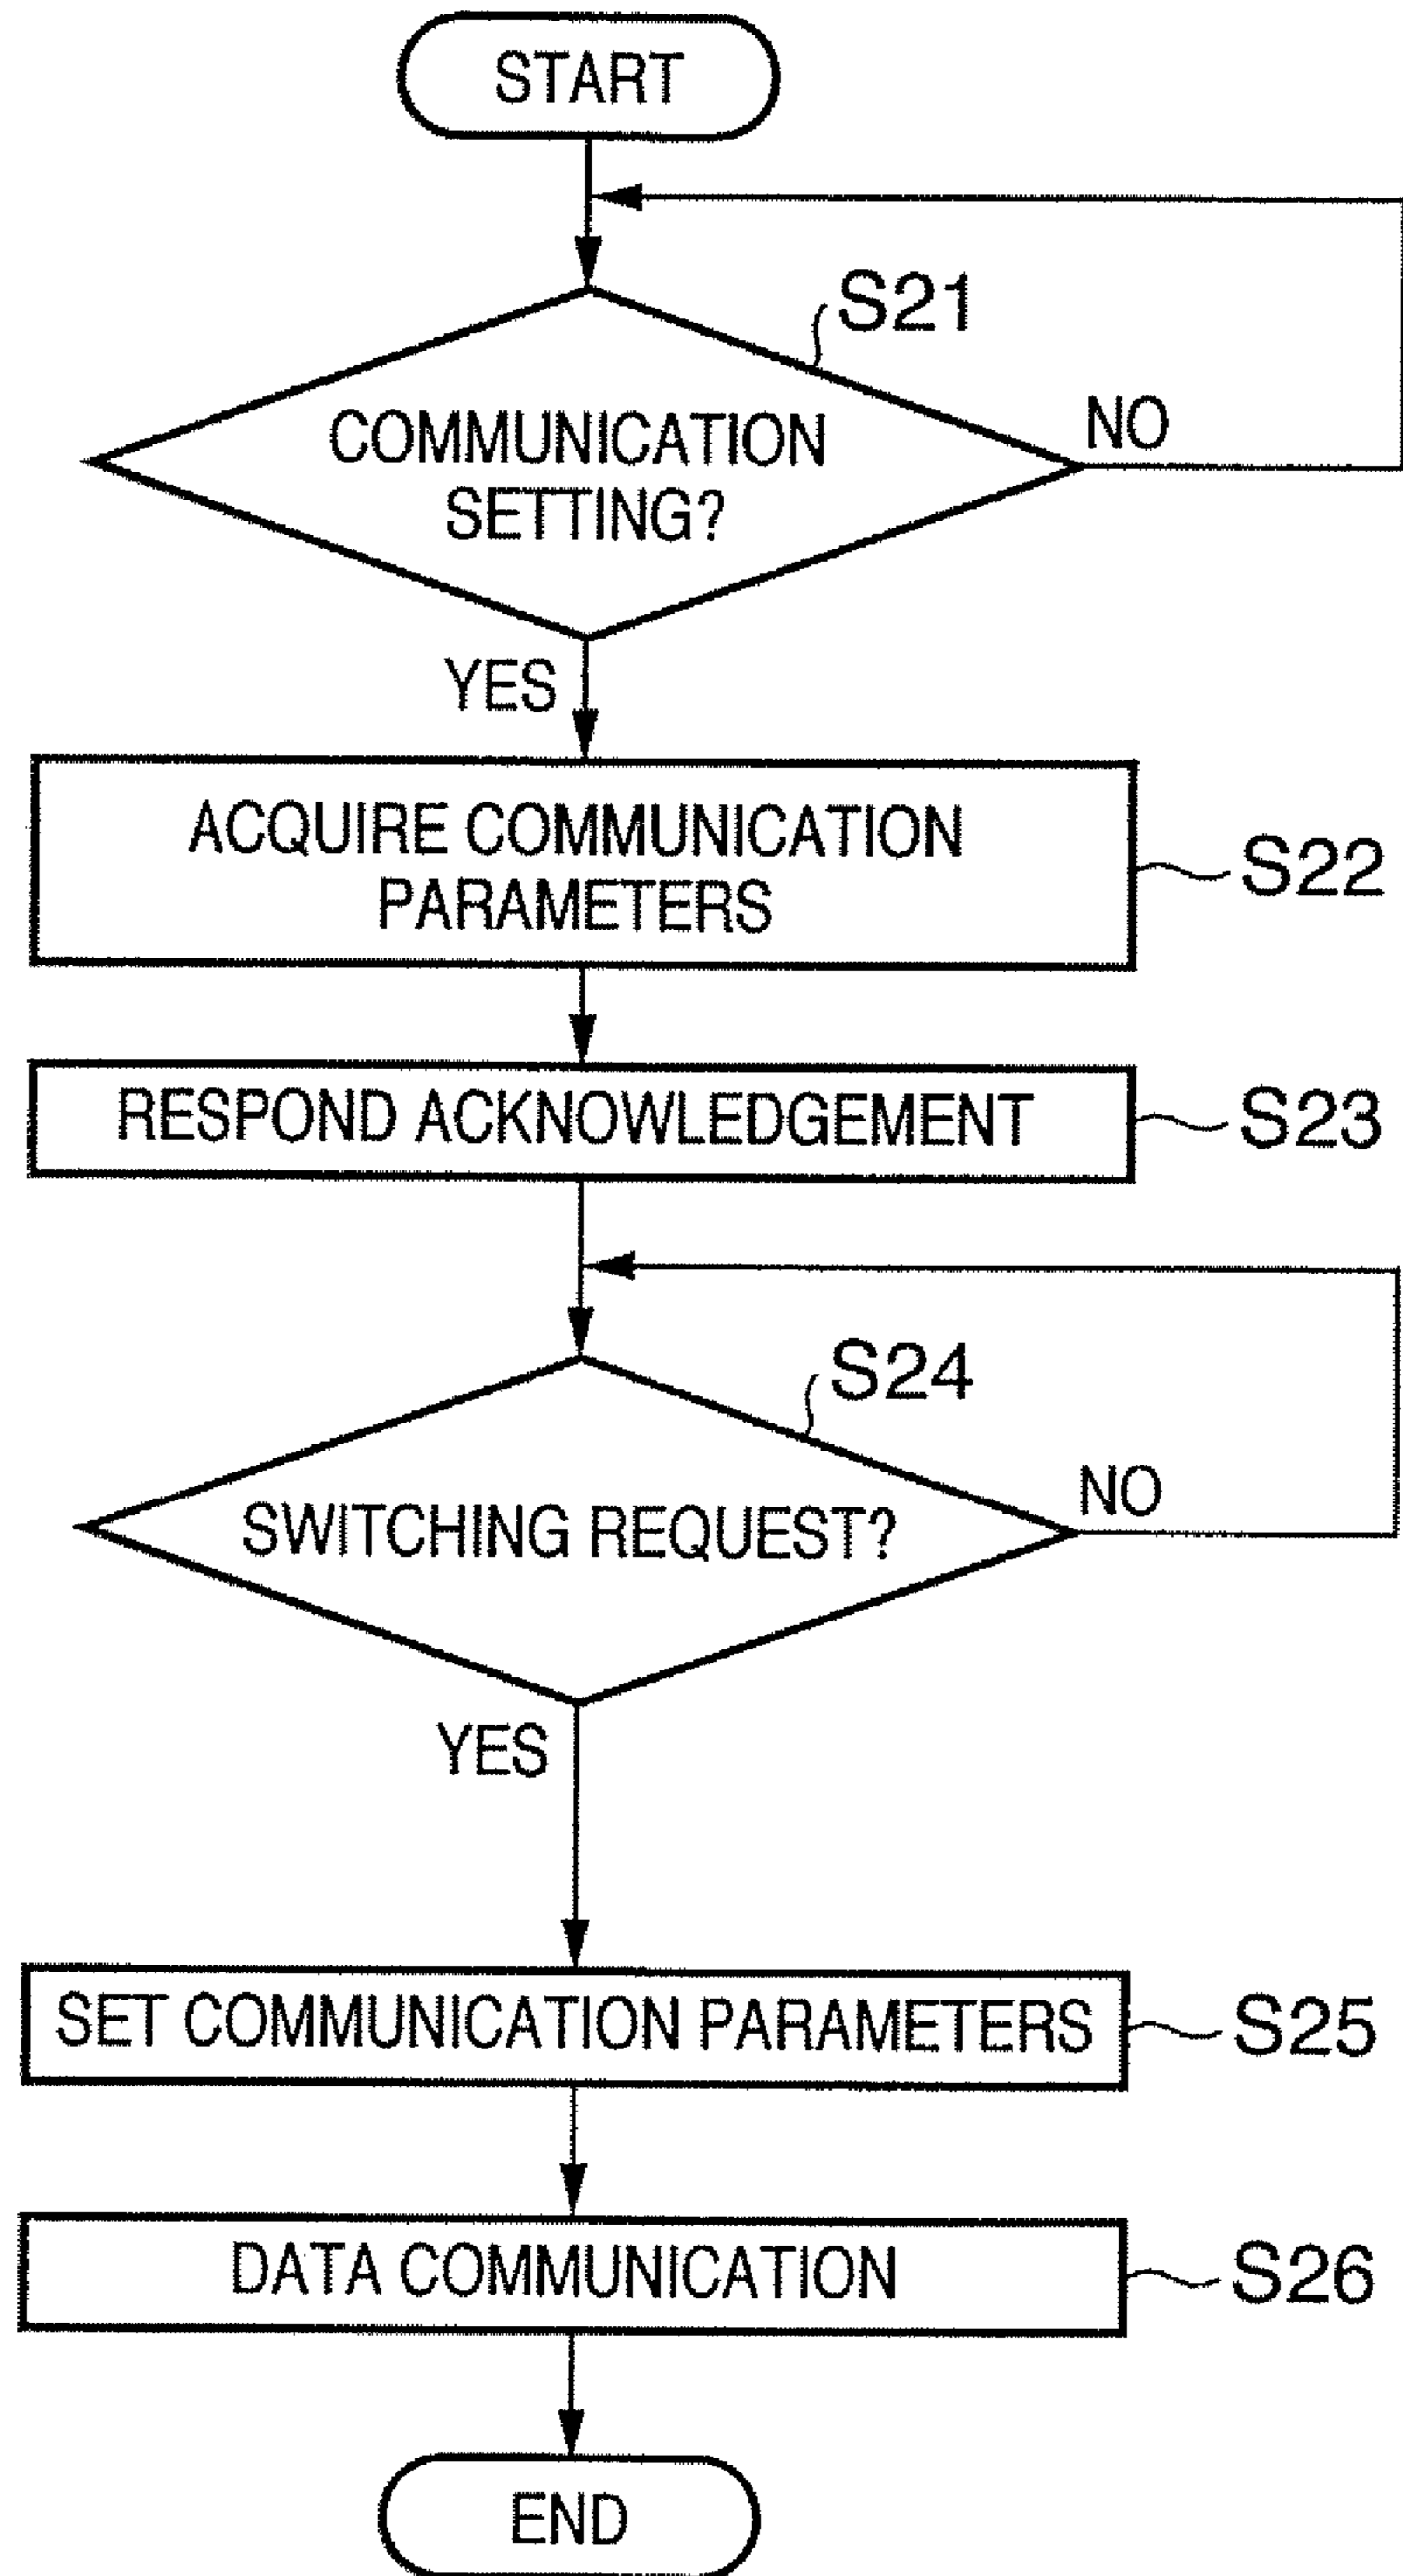 START
S21
COMMUNICATION
SETTING?
NO
YES
ACQUIRE COMMUNICATION
PARAMETERS
S22
RESPOND ACKNOWLEDGEMENT
S23
S24
SWITCHING REQUEST?
NO
YES
SET COMMUNICATION PARAMETERS
S25
DATA COMMUNICATION
S26
END